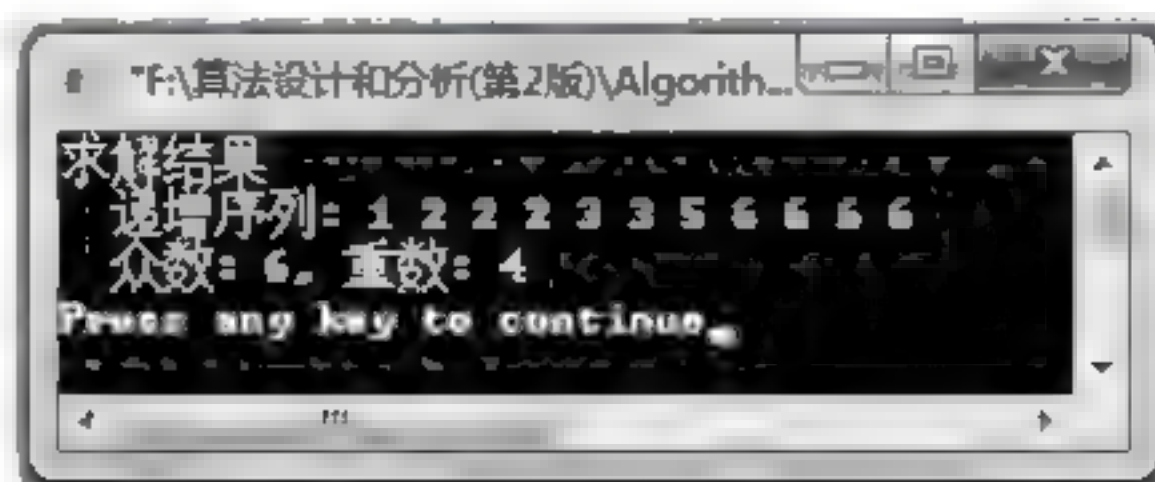 "F:\算法设计和分析(第2版)\Algorith...
求解结果
递增序列: 1 2 2 2 3 3 5 6 6 6 6
众数: 6, 重数: 4
Press any key to continue_